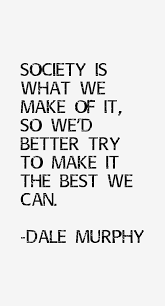 SOCIETY IS
WHAT WE
MAKE OF IT,
SO WE'D
BETTER TRY
TO MAKE IT
THE BEST WE
CAN.
-DALE MURPHY